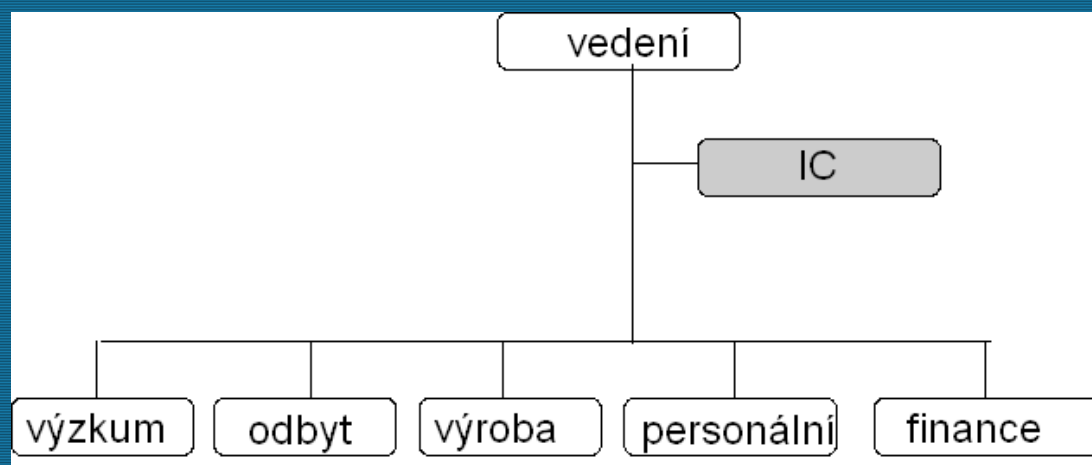 vedení
IC
výzkum
odbyt
výroba
personální
finance